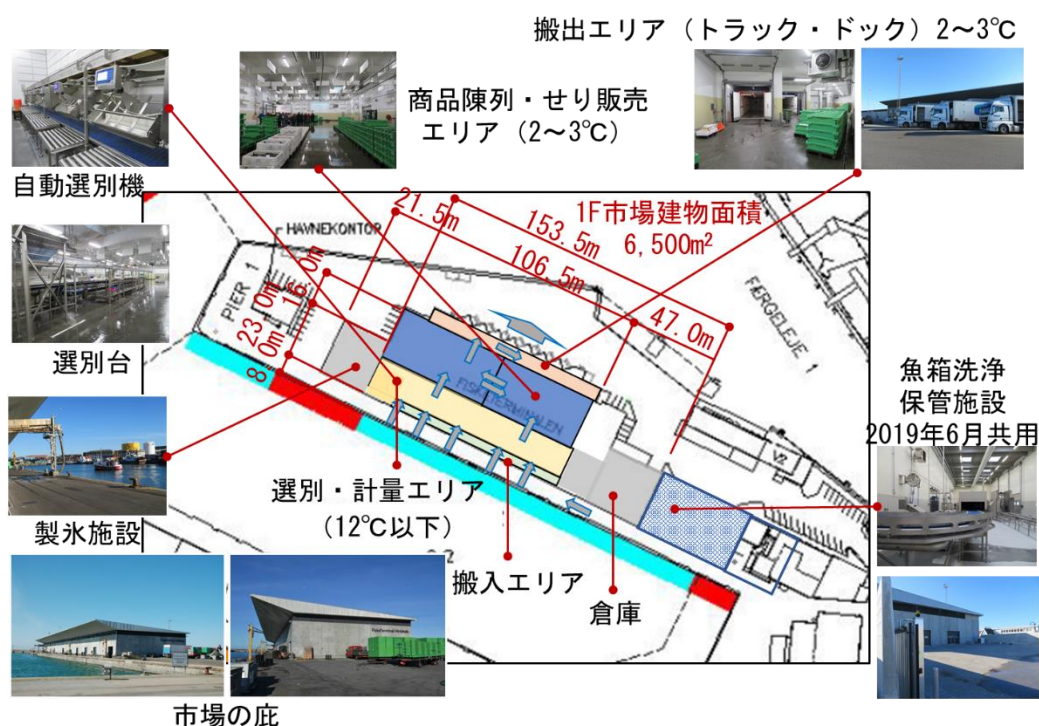 搬出エリア（トラック・ドック）2～3℃
商品陳列・せり販売
エリア（2～3℃）
自動選別機
選別台
製氷施設
市場の庇
HAVNEKONTOR
PIER 1
21.5m
153.5m
106.5m
47.0m
1F市場建物面積
6,500m²
16.0m
23.0m
8.0m
FÆRGELEJE 1
FISKETERMINALEN
選別・計量エリア
（12℃以下）
搬入エリア
倉庫
魚箱洗浄
保管施設
2019年6月共用